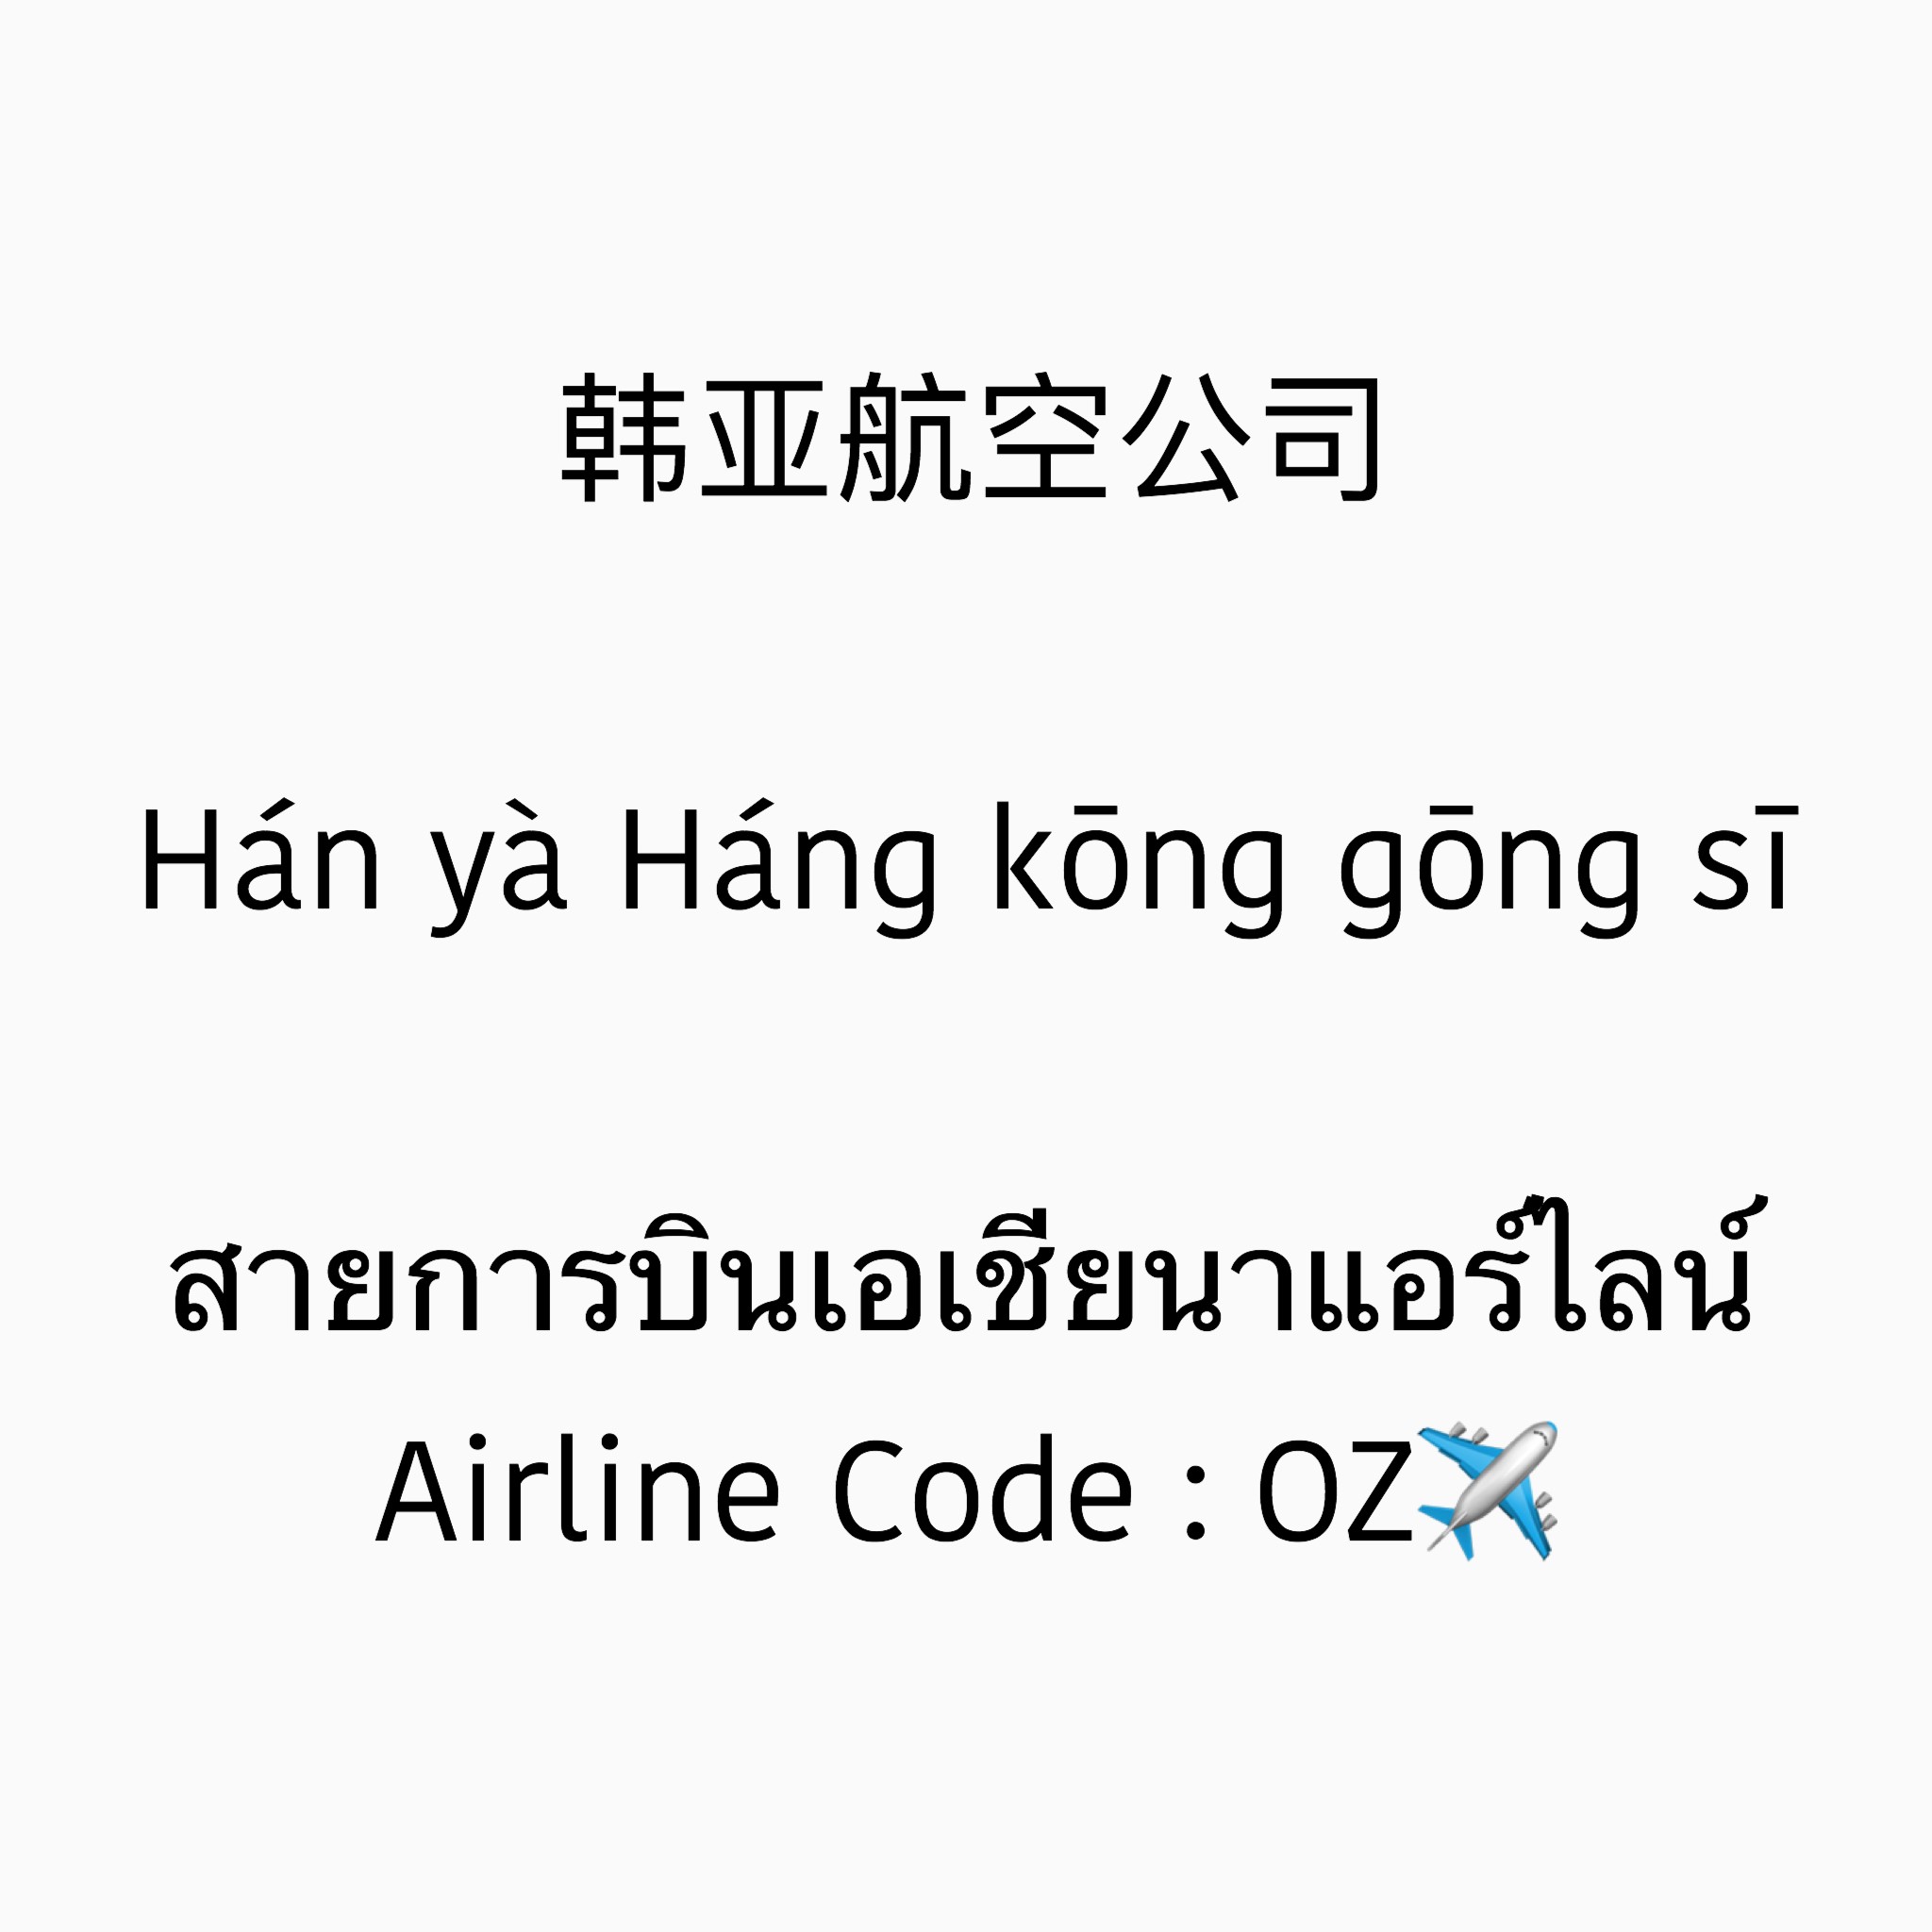 韩亚航空公司
Hán yà Háng kōng gōng sī
สายการบินเอเชียนาแอร์ไลน์
Airline Code : OZ✈️